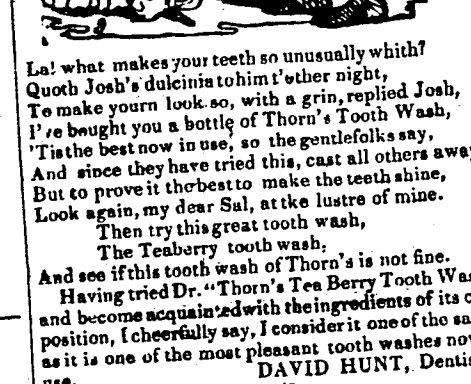 La! what makes your teeth so unusually whith?
Quoth Josh's dulcinia to him t'other night,
To make yourn look so, with a grin, replied Josh,
I've bought you a bottle of Thorn's Tooth Wash,
'Tis the best now in use, so the gentlefolks say,
And since they have tried this, cast all others away
But to prove it the best to make the teeth shine,
Look again, my dear Sal, at tke lustre of mine.
Then try this great tooth wash,
The Teaberry tooth wash,
And see if this tooth wash of Thorn's is not fine.
Having tried Dr. "Thorn's Tea Berry Tooth Wa
and become acquainted with the ingredients of its c
position, I cheerfully say, I consider it one of the sa
as it is one of the most pleasant tooth washes now
use. DAVID HUNT, Denti